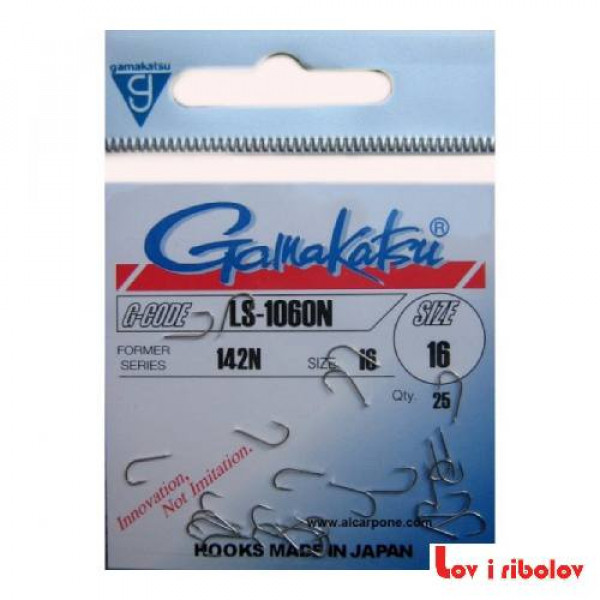 gamakatsu
G
Gamakatsu®
G-CODE LS-1060N SIZE
FORMER SERIES 142N SIZE 16 16
Qty. 25
Innovation,
Not Imitation.
www.alcarpone.com
HOOKS MADE IN JAPAN
Lov i ribolov